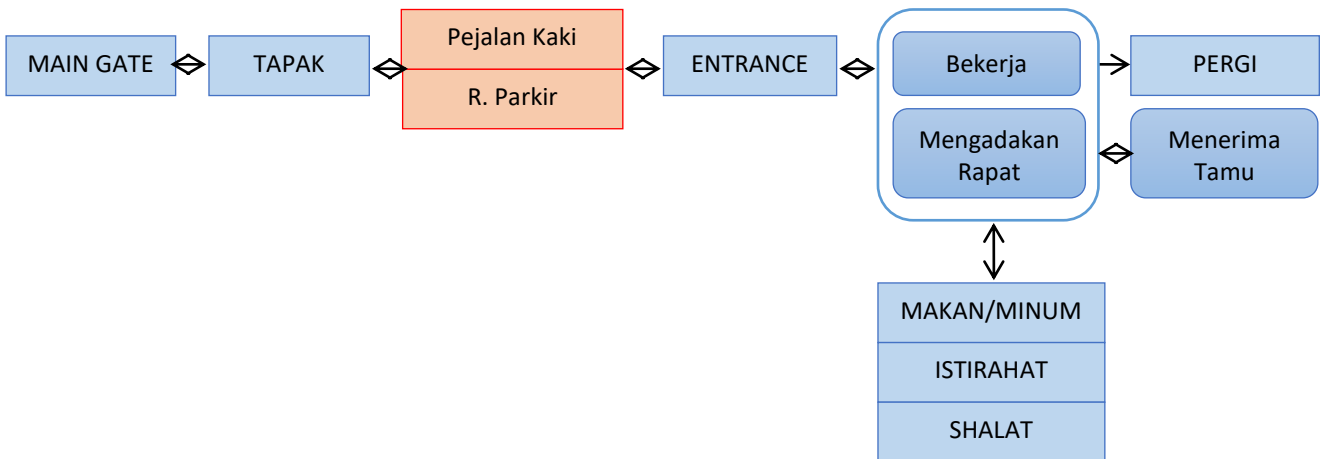 MAIN GATE
TAPAK
Pejalan Kaki
R. Parkir
ENTRANCE
Bekerja
Mengadakan
Rapat
PERGI
Menerima
Tamu
MAKAN/MINUM
ISTIRAHAT
SHALAT